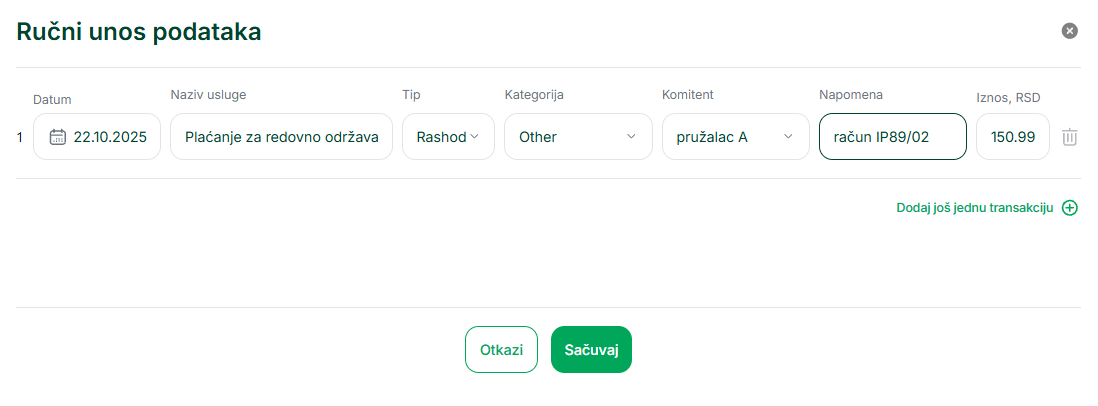 Ručni unos podataka
Datum Naziv usluge Tip Kategorija Komitent Napomena Iznos, RSD
1 22.10.2025 Plaćanje za redovno održava Rashod Other pružalac A račun IP89/02 150.99
Dodaj još jednu transakciju
Otkazi Sačuvaj